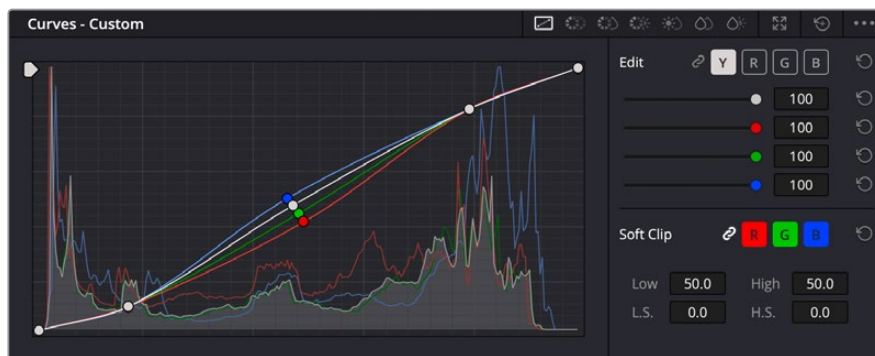 Curves - Custom
Edit Y R G B
100
100
100
100
Soft Clip R G B
Low 50.0 High 50.0
L.S. 0.0 H.S. 0.0